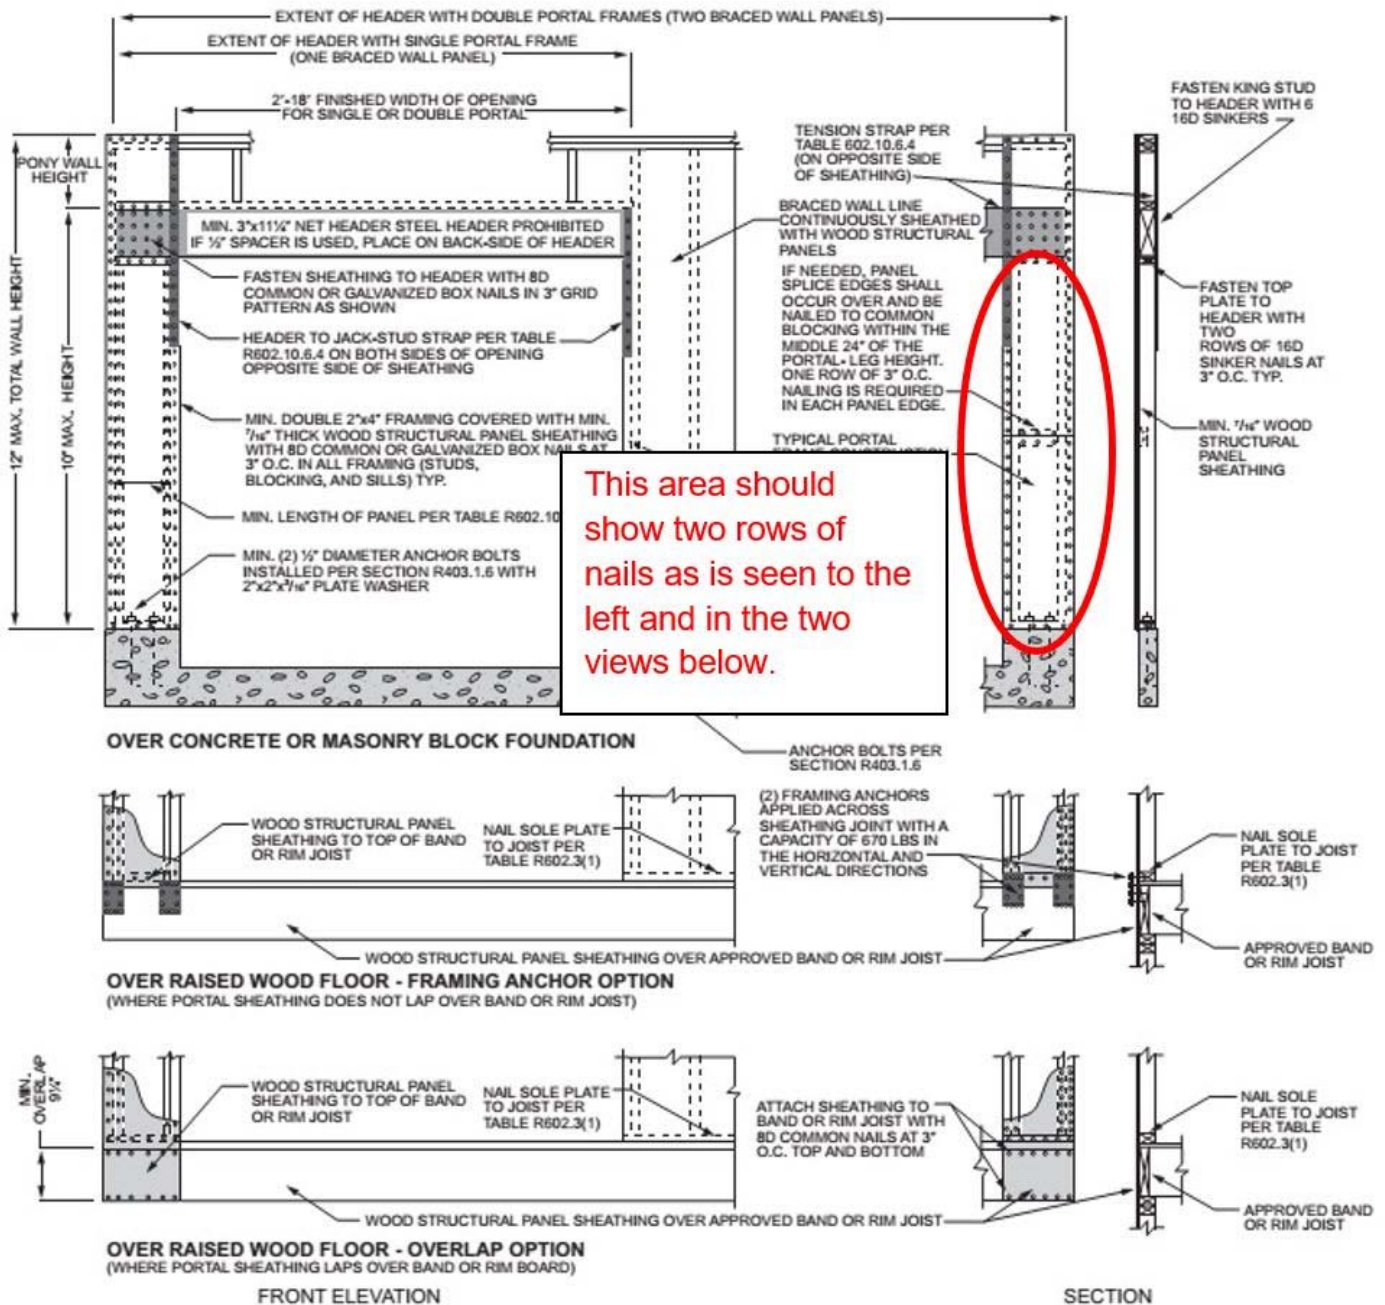 EXTENT OF HEADER WITH DOUBLE PORTAL FRAMES (TWO BRACED WALL PANELS)
EXTENT OF HEADER WITH SINGLE PORTAL FRAME
(ONE BRACED WALL PANEL)
2'-18' FINISHED WIDTH OF OPENING
FOR SINGLE OR DOUBLE PORTAL
PONY WALL
HEIGHT
12" MAX. TOTAL WALL HEIGHT
10" MAX. HEIGHT
MIN. 3"x11¼" NET HEADER STEEL HEADER PROHIBITED
IF ½" SPACER IS USED, PLACE ON BACK-SIDE OF HEADER
FASTEN SHEATHING TO HEADER WITH 8D
COMMON OR GALVANIZED BOX NAILS IN 3" GRID
PATTERN AS SHOWN
HEADER TO JACK-STUD STRAP PER TABLE
R602.10.6.4 ON BOTH SIDES OF OPENING
OPPOSITE SIDE OF SHEATHING
MIN. DOUBLE 2"x4" FRAMING COVERED WITH MIN.
7/16" THICK WOOD STRUCTURAL PANEL SHEATHING
WITH 8D COMMON OR GALVANIZED BOX NAILS AT
3" O.C. IN ALL FRAMING (STUDS,
BLOCKING, AND SILLS) TYP.
MIN. LENGTH OF PANEL PER TABLE R602.10
MIN. (2) ½" DIAMETER ANCHOR BOLTS
INSTALLED PER SECTION R403.1.6 WITH
2"x2"x3/16" PLATE WASHER
TENSION STRAP PER
TABLE 602.10.6.4
(ON OPPOSITE SIDE
OF SHEATHING)
BRACED WALL LINE
CONTINUOUSLY SHEATHED
WITH WOOD STRUCTURAL
PANELS
IF NEEDED, PANEL
SPLICE EDGES SHALL
OCCUR OVER AND BE
NAILED TO COMMON
BLOCKING WITHIN THE
MIDDLE 24" OF THE
PORTAL- LEG HEIGHT.
ONE ROW OF 3" O.C.
NAILING IS REQUIRED
IN EACH PANEL EDGE.
TYPICAL PORTAL
FASTEN KING STUD
TO HEADER WITH 6
16D SINKERS
FASTEN TOP
PLATE TO
HEADER WITH
TWO
ROWS OF 16D
SINKER NAILS AT
3" O.C. TYP.
MIN. 7/16" WOOD
STRUCTURAL
PANEL
SHEATHING
This area should
show two rows of
nails as is seen to the
left and in the two
views below.
OVER CONCRETE OR MASONRY BLOCK FOUNDATION
ANCHOR BOLTS PER
SECTION R403.1.6
WOOD STRUCTURAL PANEL
SHEATHING TO TOP OF BAND
OR RIM JOIST
NAIL SOLE PLATE
TO JOIST PER
TABLE R602.3(1)
(2) FRAMING ANCHORS
APPLIED ACROSS
SHEATHING JOINT WITH A
CAPACITY OF 670 LBS IN
THE HORIZONTAL AND
VERTICAL DIRECTIONS
NAIL SOLE
PLATE TO JOIST
PER TABLE
R602.3(1)
WOOD STRUCTURAL PANEL SHEATHING OVER APPROVED BAND OR RIM JOIST
APPROVED BAND
OR RIM JOIST
OVER RAISED WOOD FLOOR - FRAMING ANCHOR OPTION
(WHERE PORTAL SHEATHING DOES NOT LAP OVER BAND OR RIM JOIST)
MIN.
OVERLAP
9¼"
WOOD STRUCTURAL PANEL
SHEATHING TO TOP OF BAND
OR RIM JOIST
NAIL SOLE PLATE
TO JOIST PER
TABLE R602.3(1)
ATTACH SHEATHING TO
BAND OR RIM JOIST WITH
8D COMMON NAILS AT 3"
O.C. TOP AND BOTTOM
NAIL SOLE
PLATE TO JOIST
PER TABLE
R602.3(1)
WOOD STRUCTURAL PANEL SHEATHING OVER APPROVED BAND OR RIM JOIST
APPROVED BAND
OR RIM JOIST
OVER RAISED WOOD FLOOR - OVERLAP OPTION
(WHERE PORTAL SHEATHING LAPS OVER BAND OR RIM BOARD)
FRONT ELEVATION
SECTION